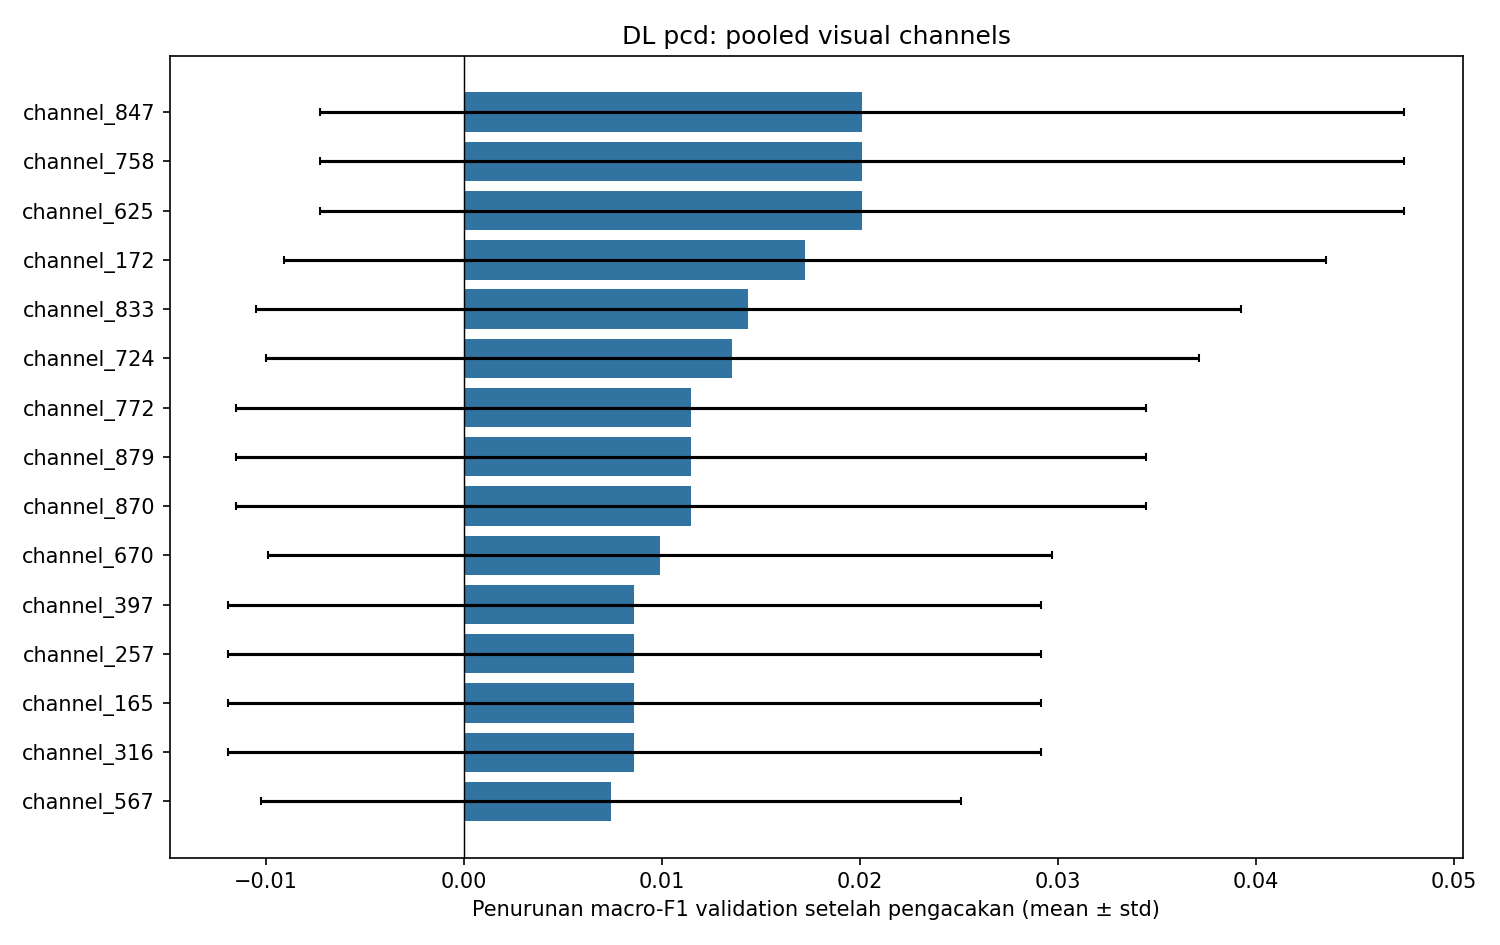 DL pcd: pooled visual channels
channel_847
channel_758
channel_625
channel_172
channel_833
channel_724
channel_772
channel_879
channel_870
channel_670
channel_397
channel_257
channel_165
channel_316
channel_567
−0.01 0.00 0.01 0.02 0.03 0.04 0.05
Penurunan macro-F1 validation setelah pengacakan (mean ± std)